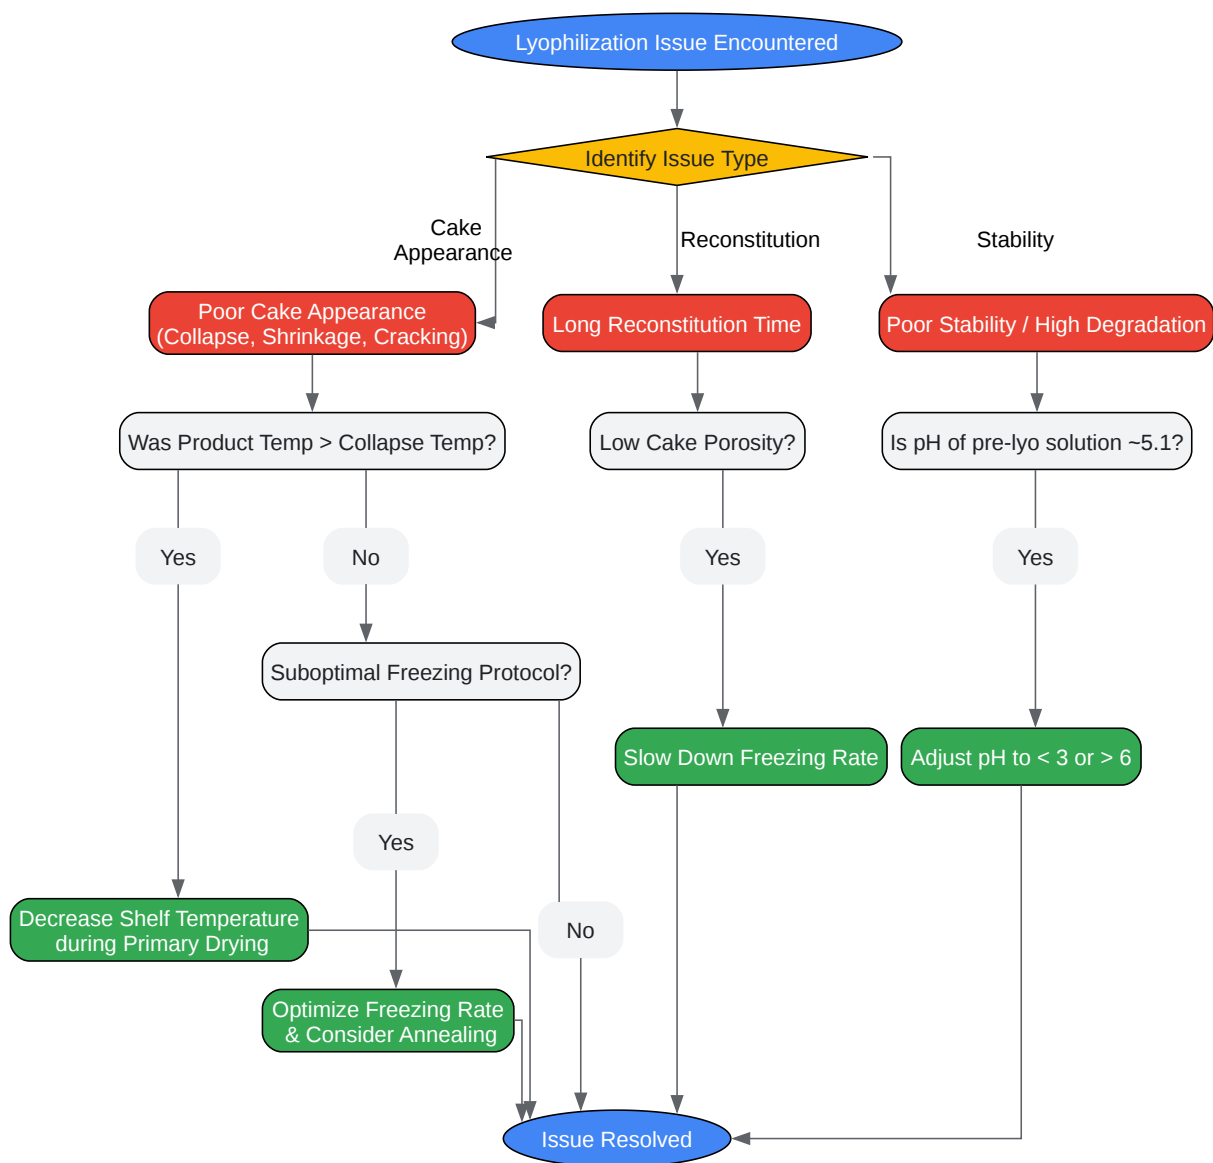 Lyophilization Issue Encountered
Identify Issue Type
Cake
Appearance
Reconstitution
Stability
Poor Cake Appearance
(Collapse, Shrinkage, Cracking)
Long Reconstitution Time
Poor Stability / High Degradation
Was Product Temp > Collapse Temp?
Low Cake Porosity?
Is pH of pre-lyo solution ~5.1?
Yes
No
Yes
Yes
Suboptimal Freezing Protocol?
Slow Down Freezing Rate
Adjust pH to < 3 or > 6
Yes
Decrease Shelf Temperature
during Primary Drying
No
Optimize Freezing Rate
& Consider Annealing
Issue Resolved